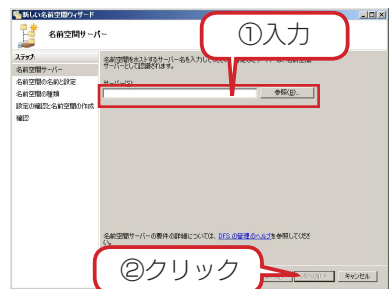 新しい名前空間ウィザード
名前空間サーバー
①入力
ステップ:
名前空間サーバー
名前空間の名前と設定
名前空間の種類
設定の確認と名前空間の作成
確認
名前空間をホストするサーバー名を入力して
サーバーとして認識されます。
サーバー(S):
参照(B)...
名前空間サーバーの要件の詳細については、DFS の管理のヘルプを参照してくださ
い。
②クリック
次へ(N) >
キャンセル